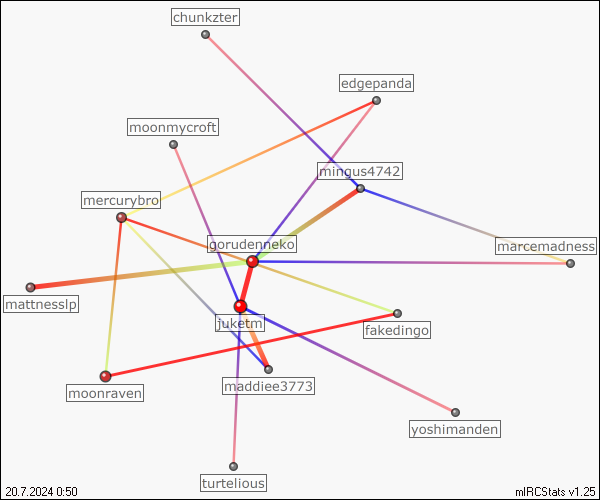 chunkzter
edgepanda
moonmycroft
mingus4742
mercurybro
gorudenneko
marcemadness
mattnesslp
juketm
fakedingo
maddiee3773
moonraven
yoshimanden
turtelious
20.7.2024 0:50
mIRCStats v1.25